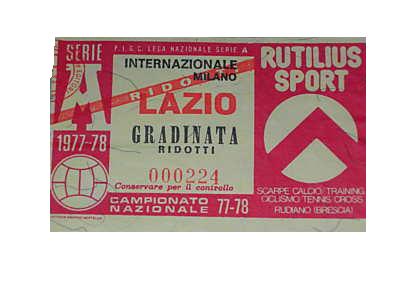 SERIE
A
1977-78
F.I.G.C. LEGA NAZIONALE SERIE A
INTERNAZIONALE
MILANO
RIDOTTI
LAZIO
GRADINATA
RIDOTTI
000224
Conservare per il controllo
CAMPIONATO
NAZIONALE 77-78
RUTILIUS
SPORT
SCARPE CALCIO/TRAINING
CICLISMO TENNIS CROSS
RUDIANO (BRESCIA)